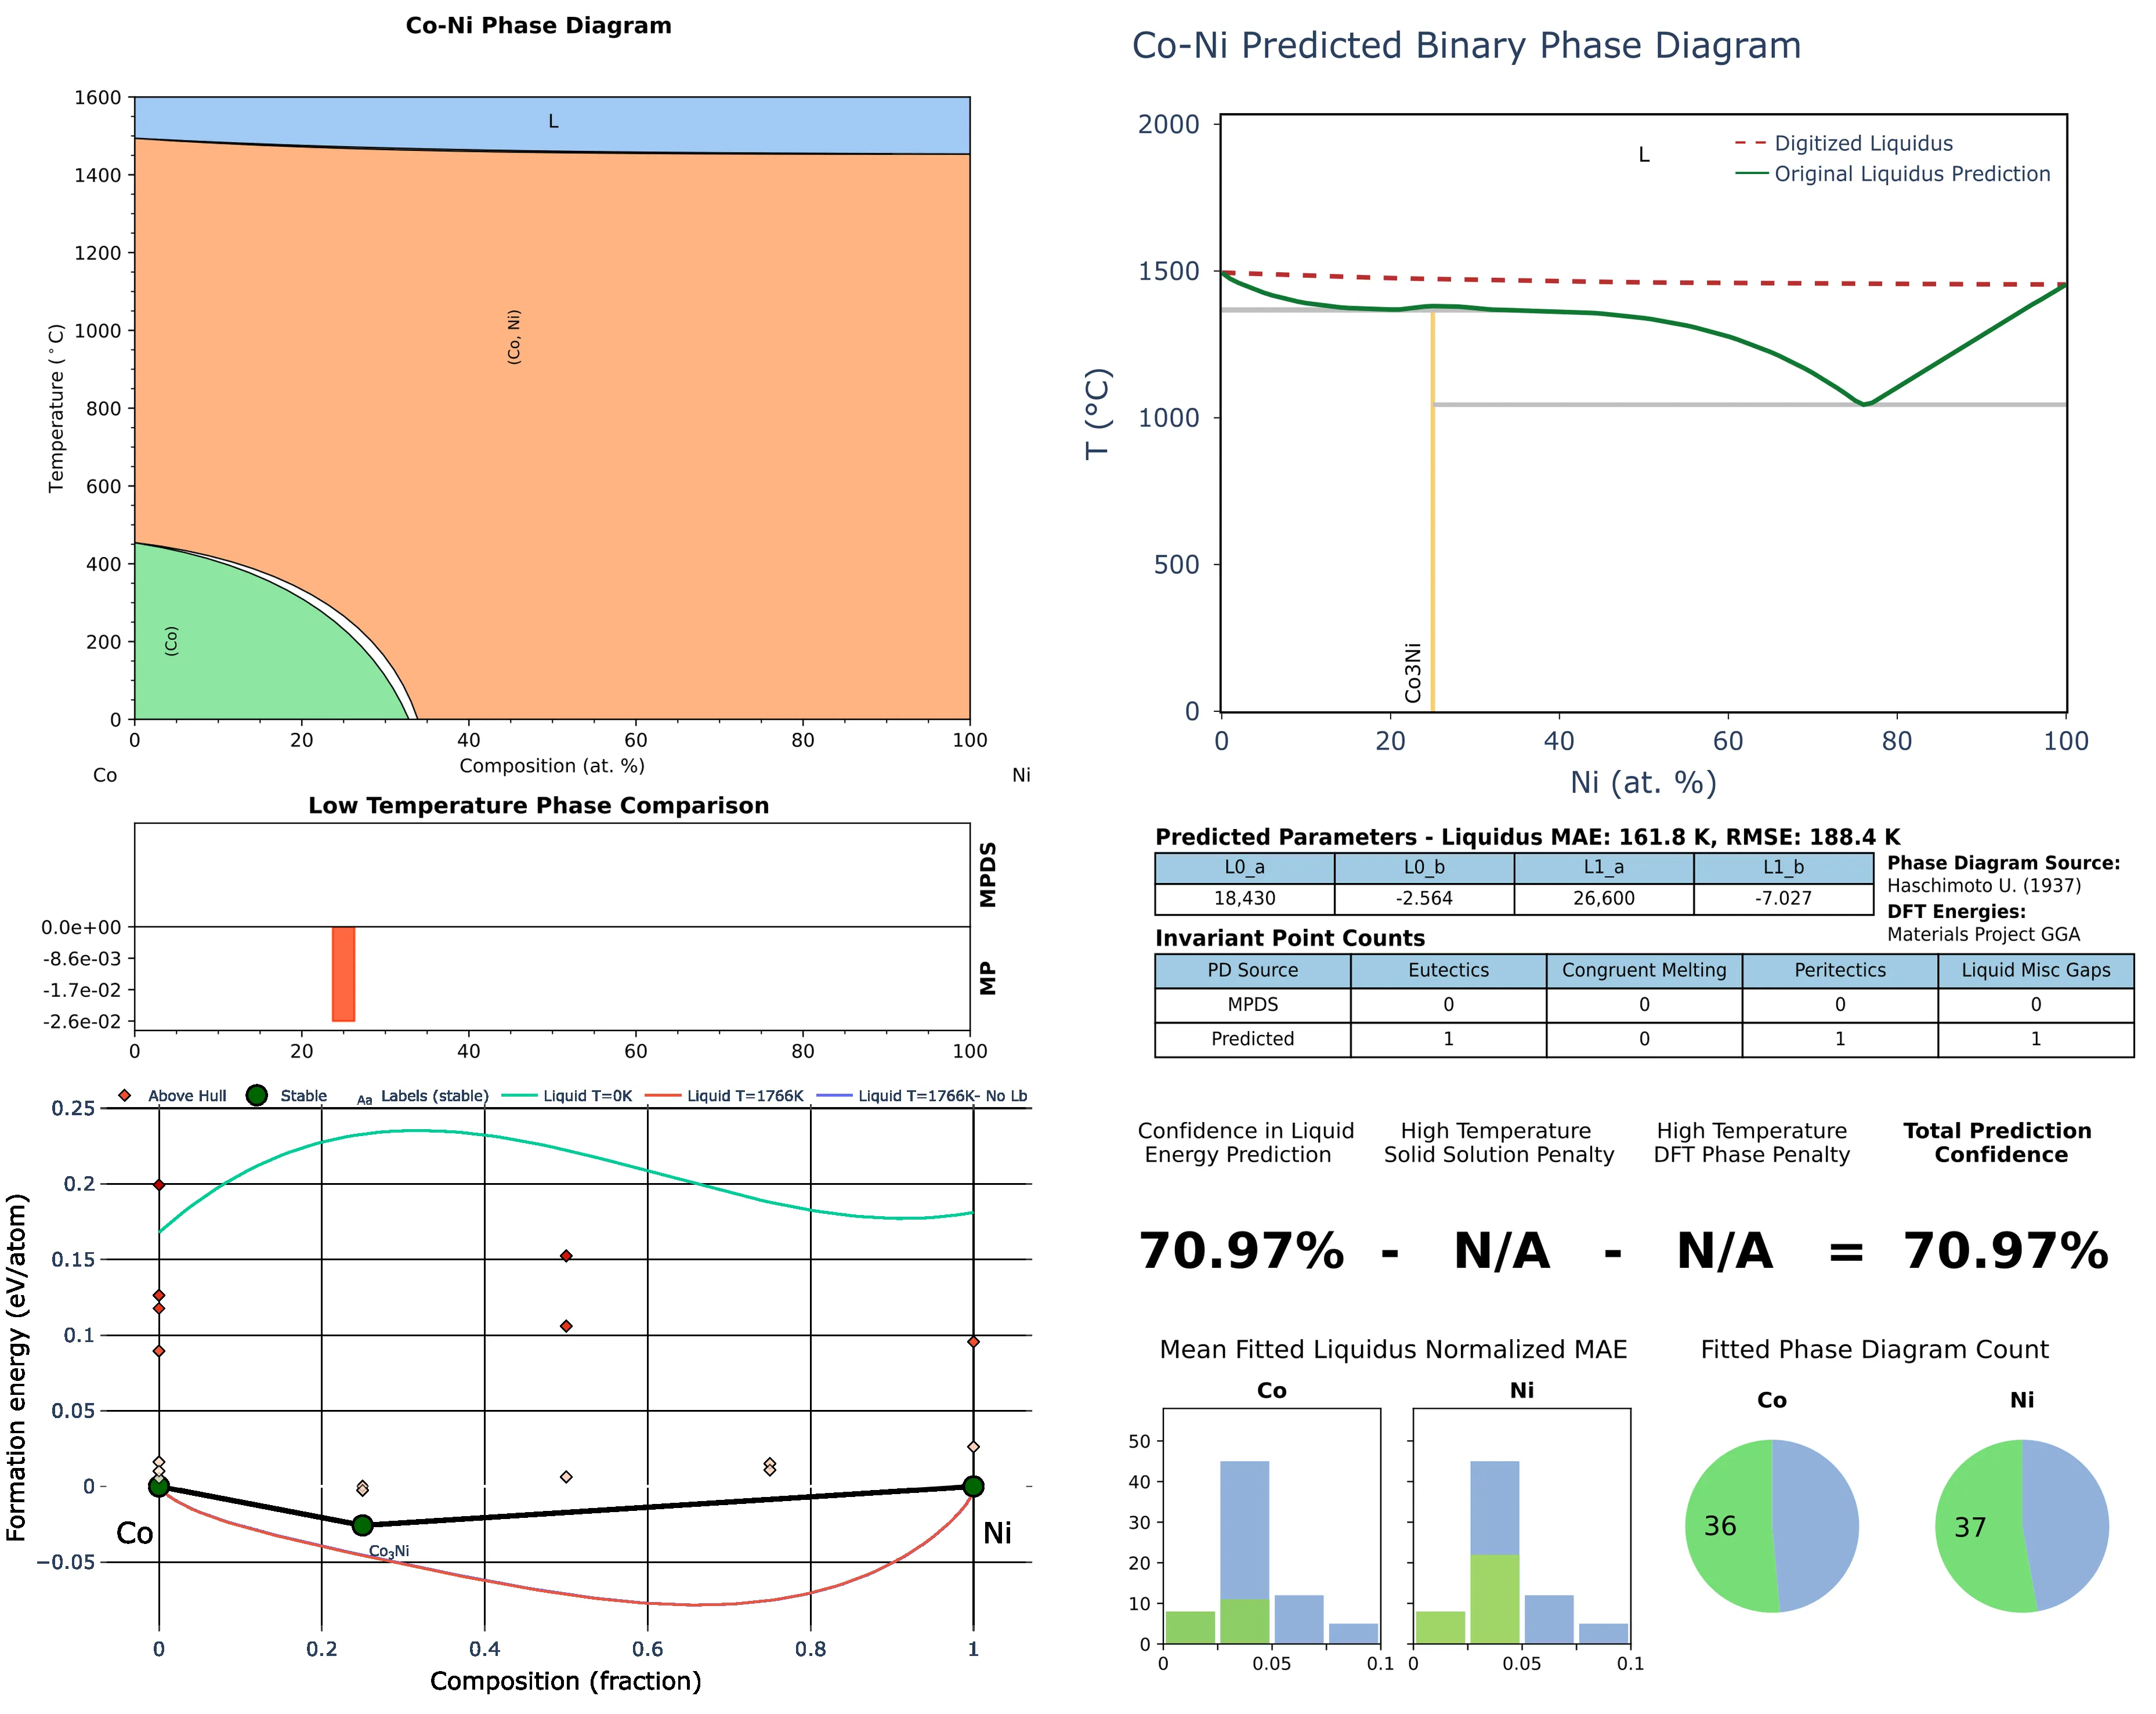 Co-Ni Phase Diagram
1600
1400
1200
1000
800
600
400
200
0
Temperature (°C)
L
(Co, Ni)
(Co)
0 20 40 60 80 100
Composition (at. %)
Co Ni
Low Temperature Phase Comparison
MPDS
MP
0.0e+00
-8.6e-03
-1.7e-02
-2.6e-02
0 20 40 60 80 100
Above Hull Stable Aa Labels (stable) Liquid T=0K Liquid T=1766K Liquid T=1766K- No Lb
0.25
0.2
0.15
0.1
0.05
0
−0.05
Formation energy (eV/atom)
Co
Co3Ni
Ni
0 0.2 0.4 0.6 0.8 1
Composition (fraction)
Co-Ni Predicted Binary Phase Diagram
2000
1500
1000
500
0
T (°C)
L
Digitized Liquidus
Original Liquidus Prediction
Co3Ni
0 20 40 60 80 100
Ni (at. %)
Predicted Parameters - Liquidus MAE: 161.8 K, RMSE: 188.4 K
L0_a L0_b L1_a L1_b
18,430 -2.564 26,600 -7.027
Phase Diagram Source:
Haschimoto U. (1937)
DFT Energies:
Materials Project GGA
Invariant Point Counts
PD Source Eutectics Congruent Melting Peritectics Liquid Misc Gaps
MPDS 0 0 0 0
Predicted 1 0 1 1
Confidence in Liquid
Energy Prediction
High Temperature
Solid Solution Penalty
High Temperature
DFT Phase Penalty
Total Prediction
Confidence
70.97% - N/A - N/A = 70.97%
Mean Fitted Liquidus Normalized MAE
Co Ni
50
40
30
20
10
0
0 0.05 0.1 0 0.05 0.1
Fitted Phase Diagram Count
Co Ni
36 37